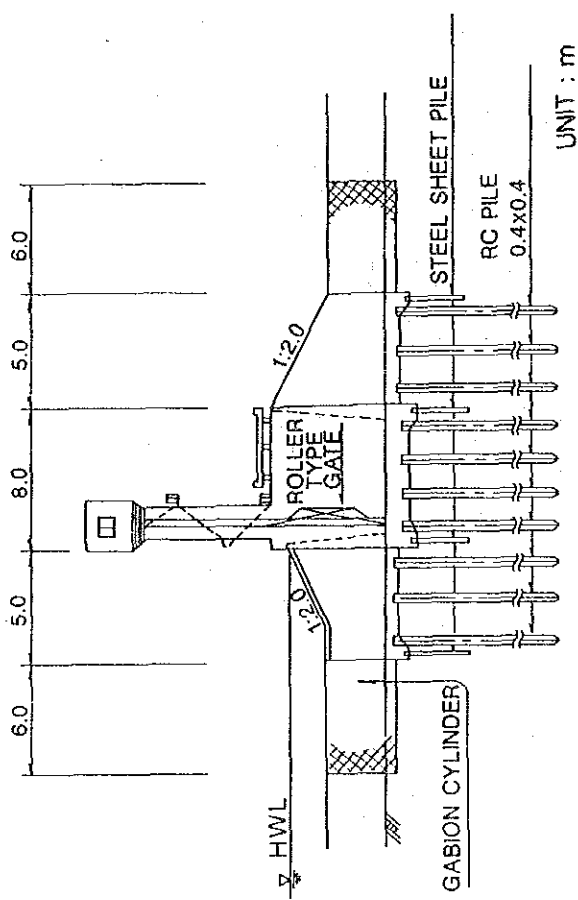 6.0
5.0
8.0
5.0
6.0
HWL
1:2.0
ROLLER
TYPE
GATE
1:2.0
GABION CYLINDER
STEEL SHEET PILE
RC PILE
0.4x0.4
UNIT : m